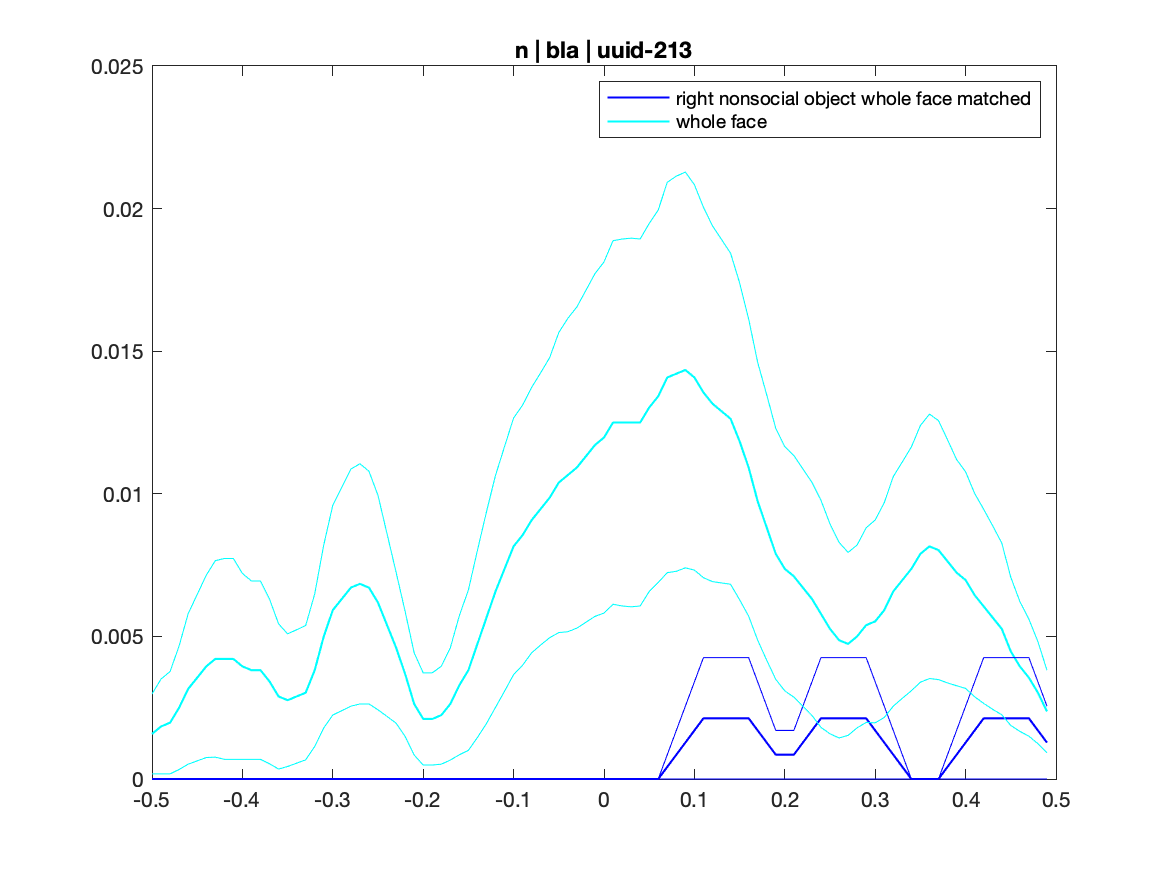 n | bla | uuid-213
0.025
right nonsocial object whole face matched
whole face
0.02
0.015
0.01
0.005
0
-0.5 -0.4 -0.3 -0.2 -0.1 0 0.1 0.2 0.3 0.4 0.5